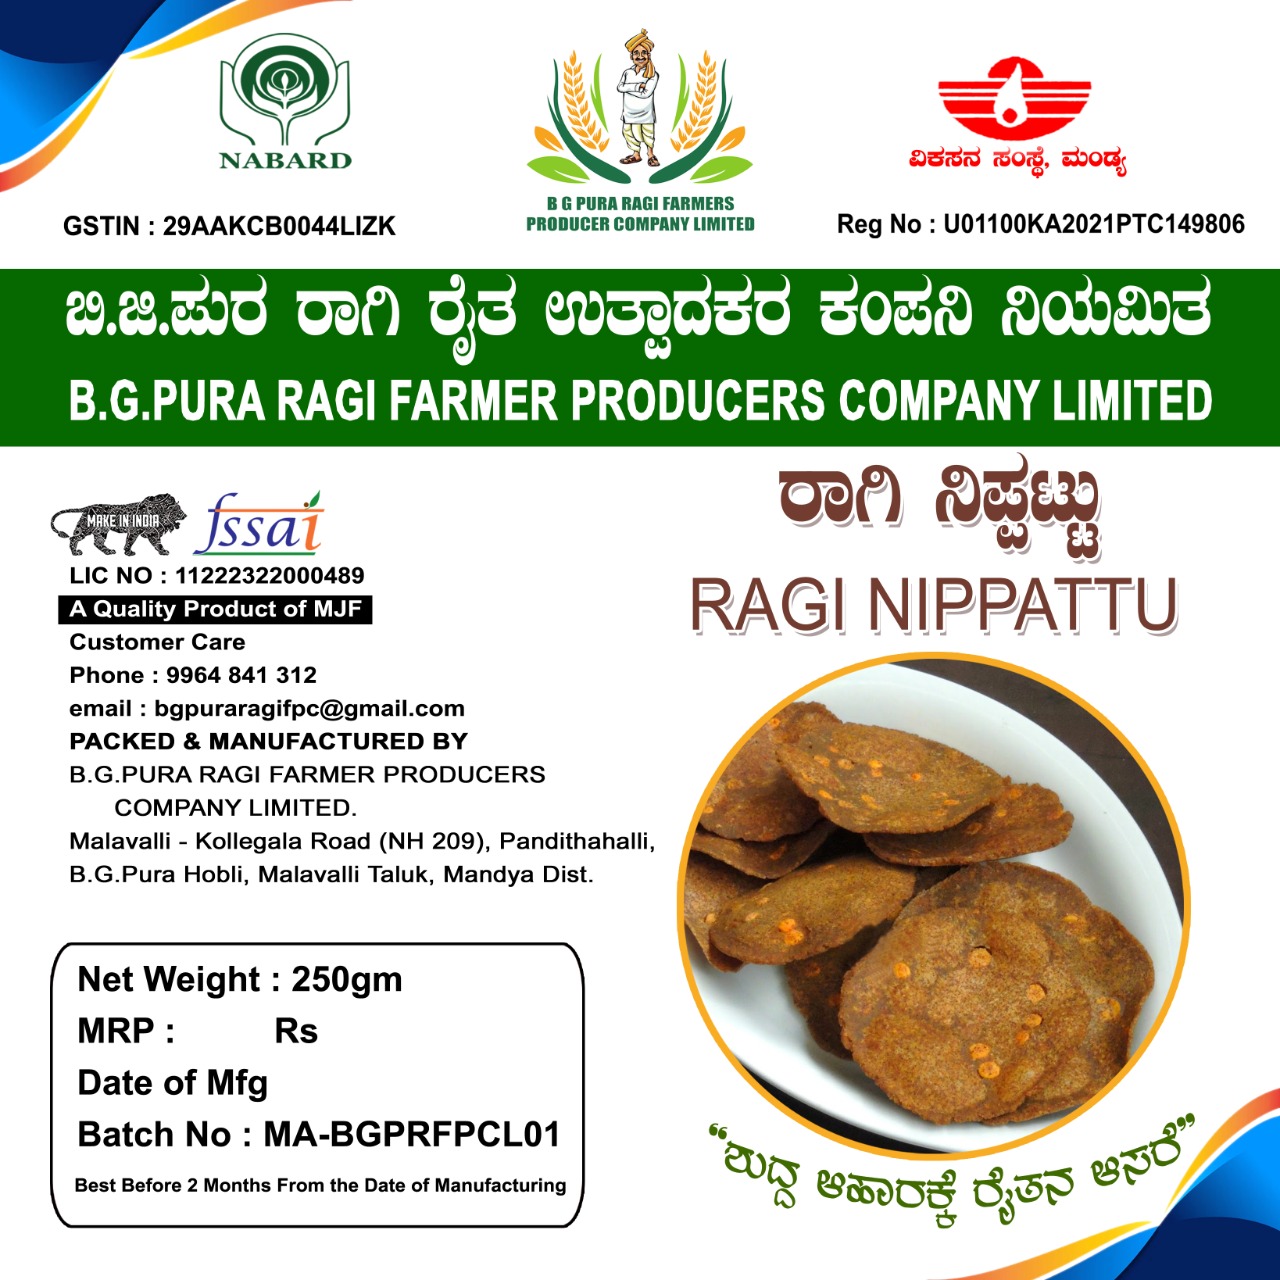 NABARD
B G PURA RAGI FARMERS
PRODUCER COMPANY LIMITED
ವಿಕಸನ ಸಂಸ್ಥೆ, ಮಂಡ್ಯ
GSTIN : 29AAKCB0044LIZK
Reg No : U01100KA2021PTC149806
ಬಿ.ಜಿ.ಪುರ ರಾಗಿ ರೈತ ಉತ್ಪಾದಕರ ಕಂಪನಿ ನಿಯಮಿತ
B.G.PURA RAGI FARMER PRODUCERS COMPANY LIMITED
ರಾಗಿ ನಿಪ್ಪಟ್ಟು
RAGI NIPPATTU
MAKE IN INDIA
fssai
LIC NO : 11222322000489
A Quality Product of MJF
Customer Care
Phone : 9964 841 312
email : bgpuraragifpc@gmail.com
PACKED & MANUFACTURED BY
B.G.PURA RAGI FARMER PRODUCERS
COMPANY LIMITED.
Malavalli - Kollegala Road (NH 209), Pandithahalli,
B.G.Pura Hobli, Malavalli Taluk, Mandya Dist.
Net Weight : 250gm
MRP : Rs
Date of Mfg
Batch No : MA-BGPRFPCL01
Best Before 2 Months From the Date of Manufacturing
“ಶುದ್ದ ಆಹಾರಕ್ಕೆ ರೈತನ ಆಸರೆ”